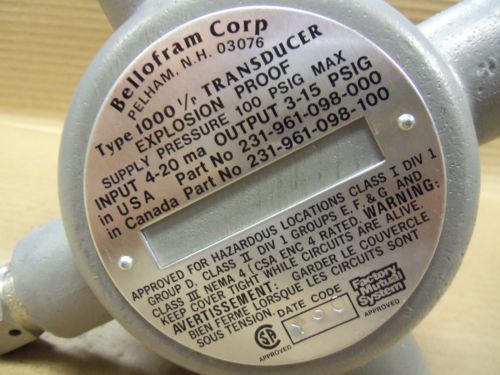 Bellofram Corp
PELHAM, N.H. 03076
Type 1000 I/P TRANSDUCER
EXPLOSION PROOF
SUPPLY PRESSURE 100 PSIG MAX
INPUT 4-20 ma OUTPUT 3-15 PSIG
in USA Part No 231-961-098-000
in Canada Part No 231-961-098-100
APPROVED FOR HAZARDOUS LOCATIONS CLASS I DIV 1
GROUP D, CLASS II DIV 1 GROUPS E, F, & G AND
CLASS III NEMA 4, [CSA ENC 4 RATED. WARNING:
KEEP COVER TIGHT WHILE CIRCUITS ARE ALIVE.
AVERTISSEMENT: GARDER LE COUVERCLE
BIEN FERME LORSQUE LES CIRCUITS SONT
SOUS TENSION.
DATE CODE
SA
APPROVED
Factory
Mutual
System
APPROVED